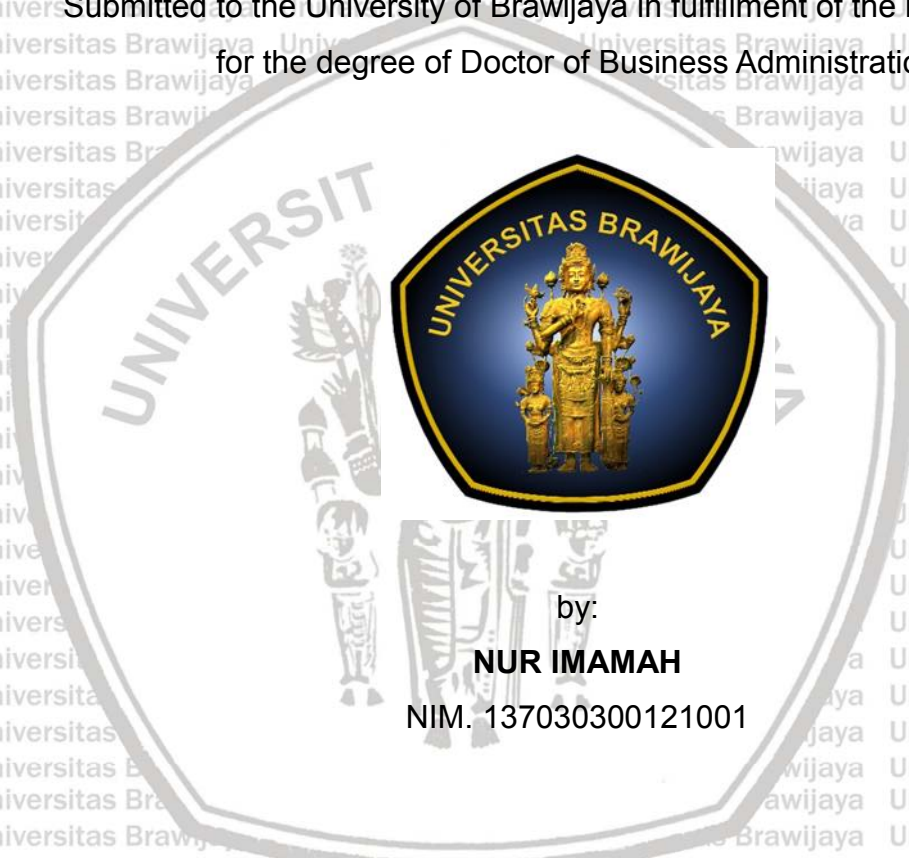 Submitted to the University of Brawijaya in fulfillment of the
for the degree of Doctor of Business
UNIVERSITAS BRAWIJAYA
by:
NUR IMAMAH
NIM. 137030300121001